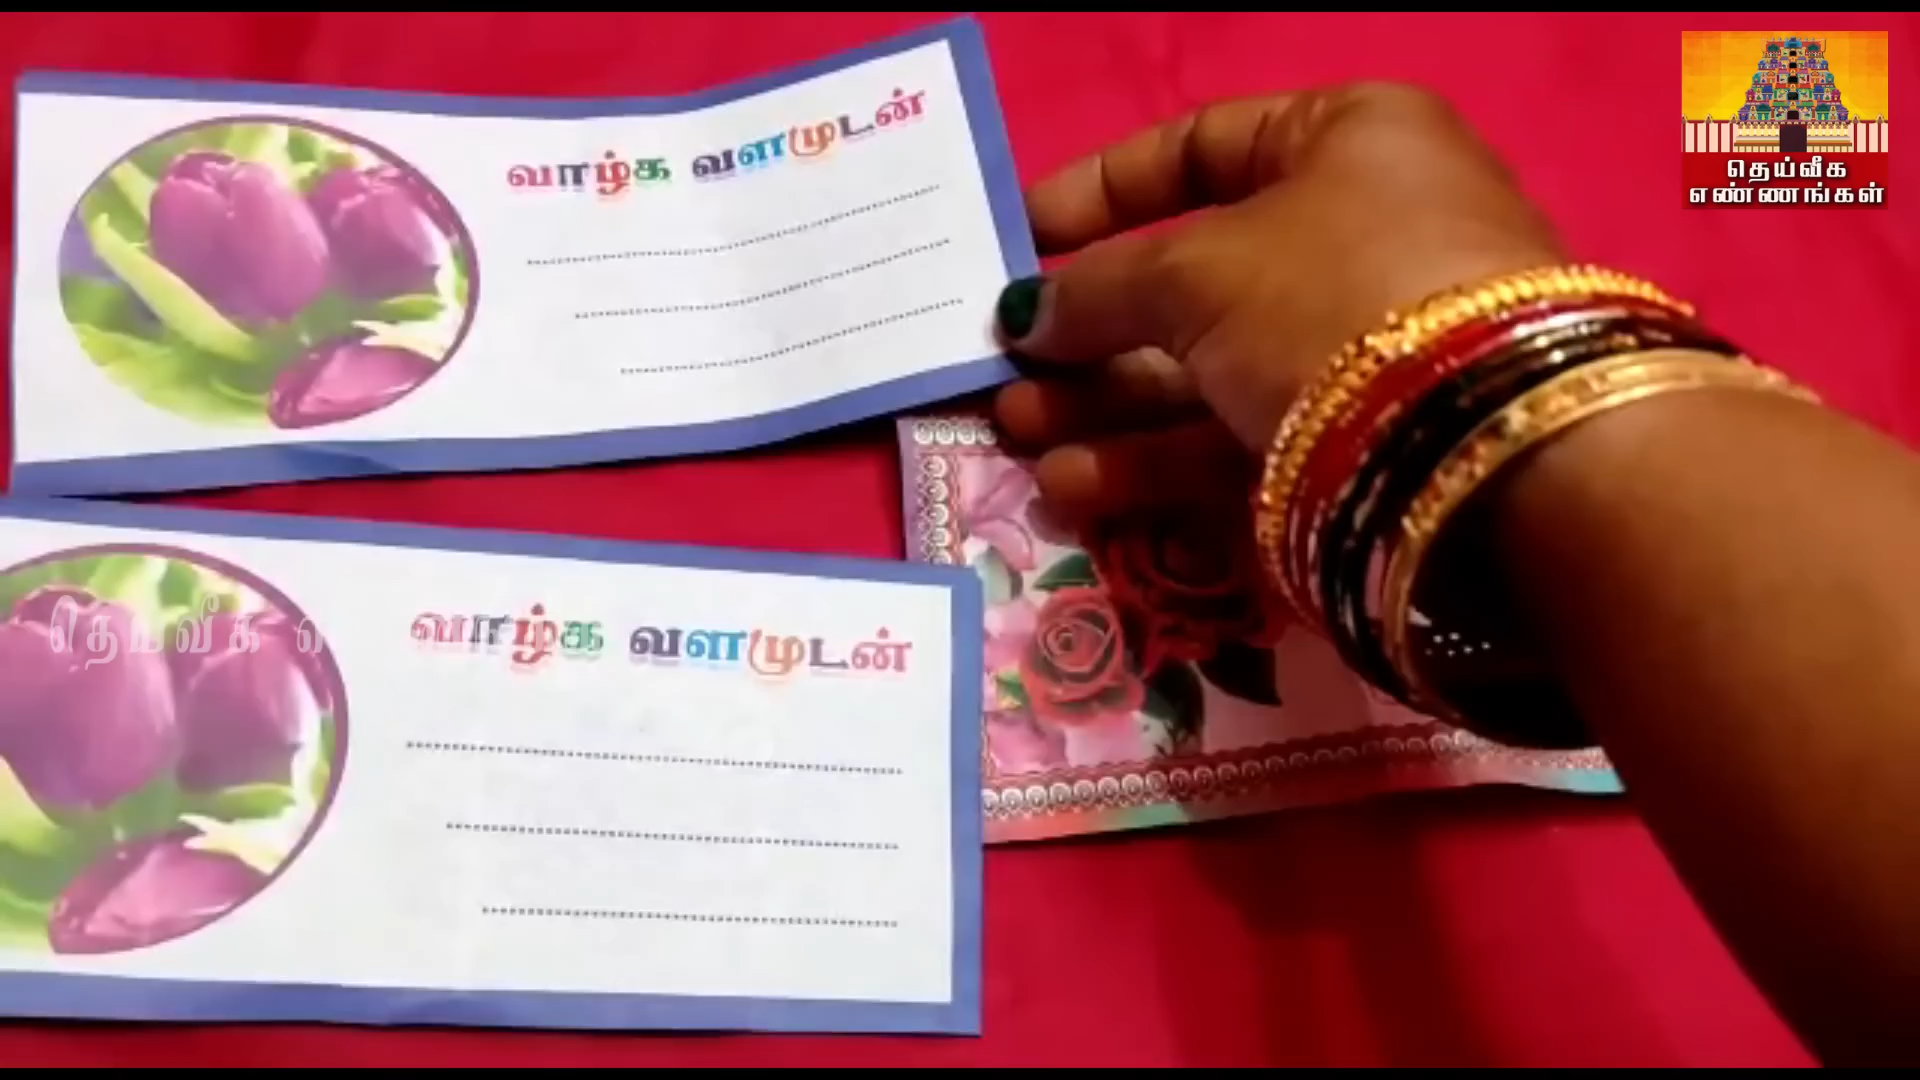 வாழ்க வளமுடன்
தெய்வீக
எண்ணங்கள்
வாழ்க வளமுடன்
தெய்வீக